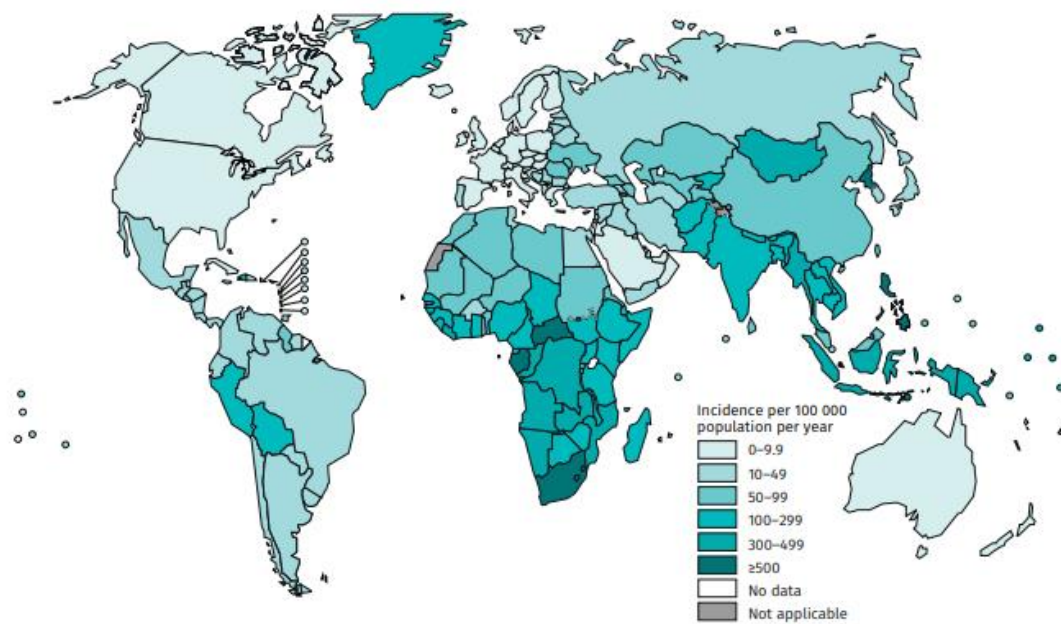 Incidence per 100 000
population per year
0–9.9
10–49
50–99
100–299
300–499
≥500
No data
Not applicable